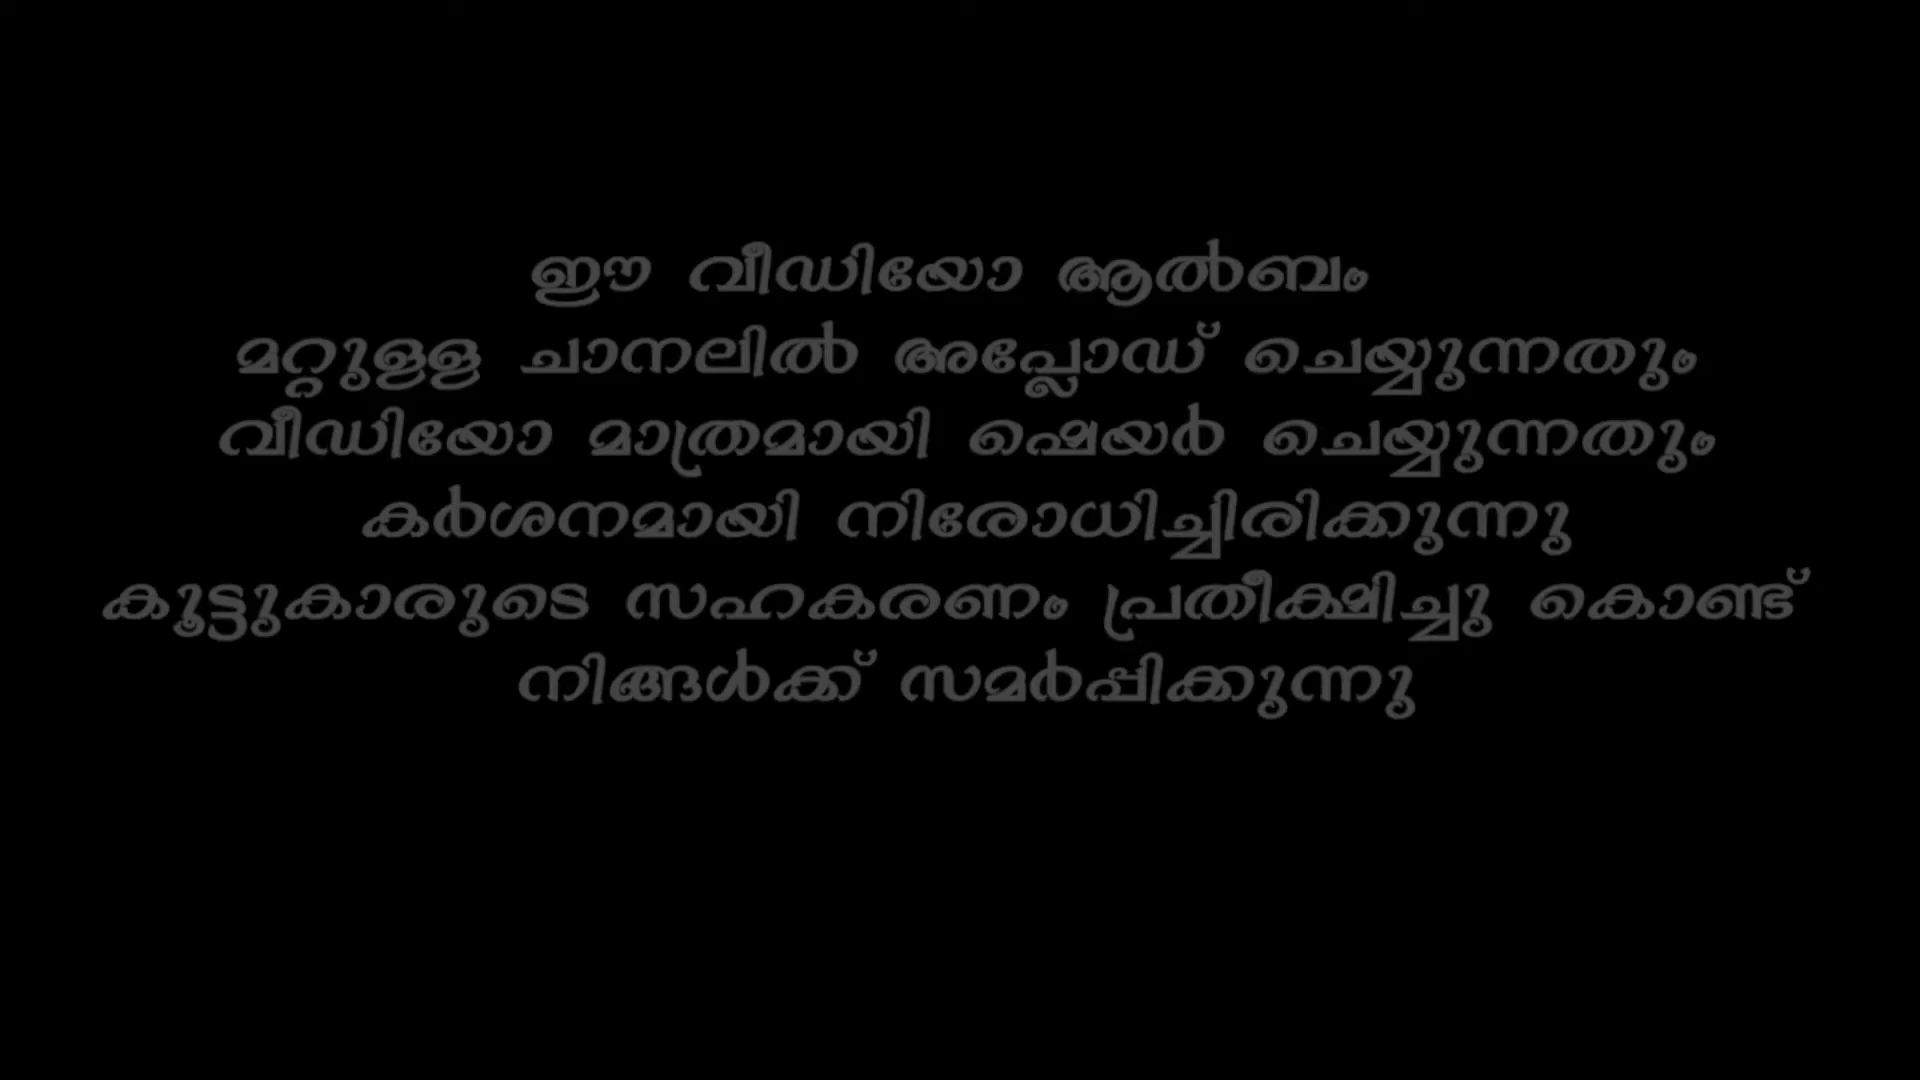 ഈ വീഡിയോ ആൽബം
മറ്റുള്ള ചാനലിൽ അപ്ലോഡ് ചെയ്യുന്നതും
വീഡിയോ മാത്രമായി ഷെയർ ചെയ്യുന്നതും
കർശനമായി നിരോധിച്ചിരിക്കുന്നു
കൂട്ടുകാരുടെ സഹകരണം പ്രതീക്ഷിച്ചു കൊണ്ട്
നിങ്ങൾക്ക് സമർപ്പിക്കുന്നു